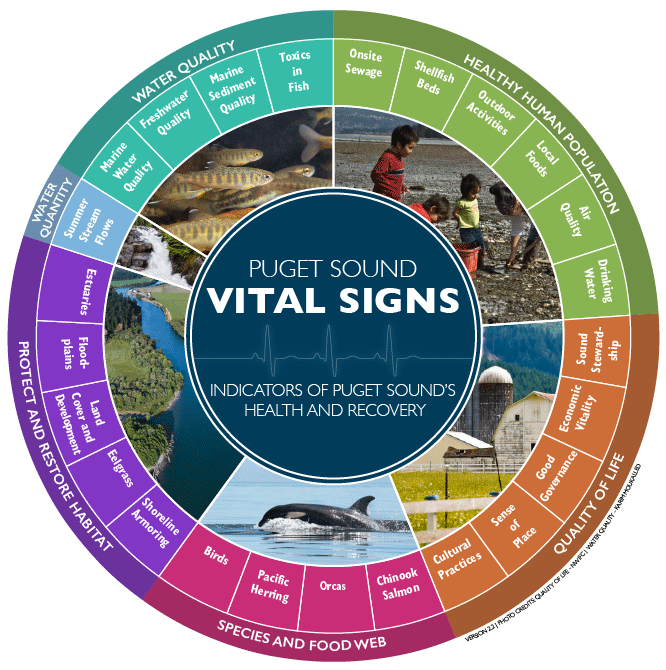 PUGET SOUND
VITAL SIGNS
INDICATORS OF PUGET SOUND'S
HEALTH AND RECOVERY
HEALTHY HUMAN POPULATION
Onsite
Sewage
Shellfish
Beds
Outdoor
Activities
Local
Foods
Air
Quality
Drinking
Water
QUALITY OF LIFE
Sound
Steward-
ship
Economic
Vitality
Good
Governance
Sense
of
Place
Cultural
Practices
SPECIES AND FOOD WEB
Chinook
Salmon
Orcas
Pacific
Herring
Birds
PROTECT AND RESTORE HABITAT
Shoreline
Armoring
Eelgrass
Land
Cover and
Development
Flood-
plains
Estuaries
WATER
QUANTITY
Summer
Stream
Flows
WATER QUALITY
Marine
Water
Quality
Freshwater
Quality
Marine
Sediment
Quality
Toxics
in
Fish
VERSION 2.2 | PHOTO CREDITS: QUALITY OF LIFE - NWIFC | WATER QUALITY -